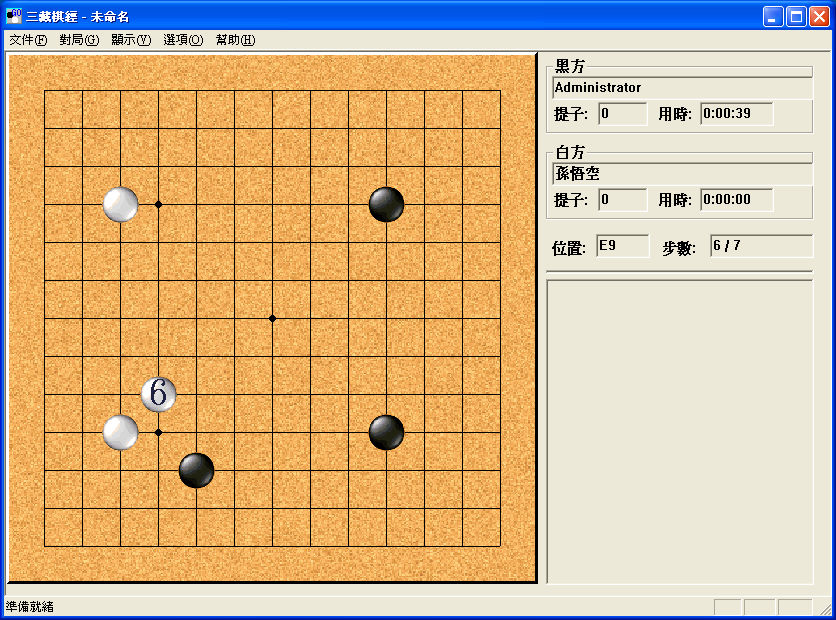 三藏棋經 - 未命名
文件(F) 對局(G) 顯示(V) 選項(O) 幫助(H)
黑方
Administrator
提子: 0 用時: 0:00:39
白方
孫悟空
提子: 0 用時: 0:00:00
位置: E9 步數: 6 / 7
6
準備就緒